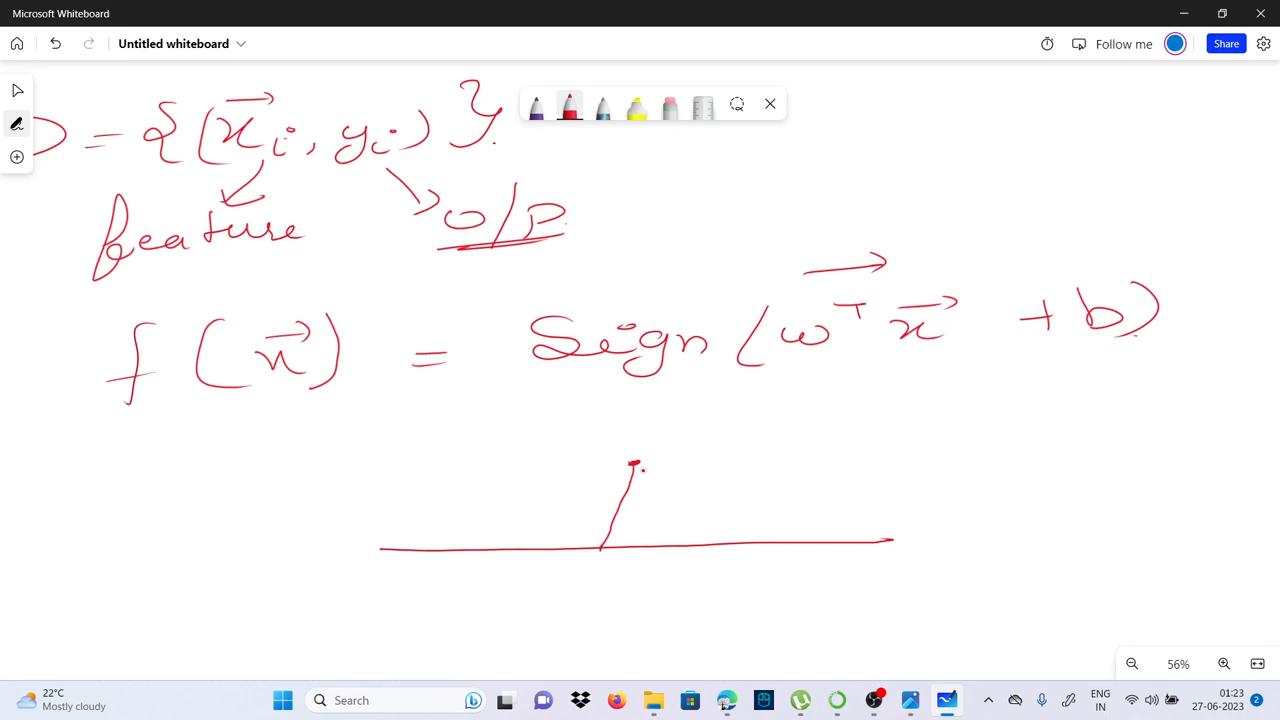 Microsoft Whiteboard
Untitled whiteboard
Follow me
Share
D = {(x⃗i, yi)}
feature O/P
f(x⃗) = Sign(w^T x⃗ + b)
56%
22°C
Mostly cloudy
Search
ENG
IN
01:23
27-06-2023
2